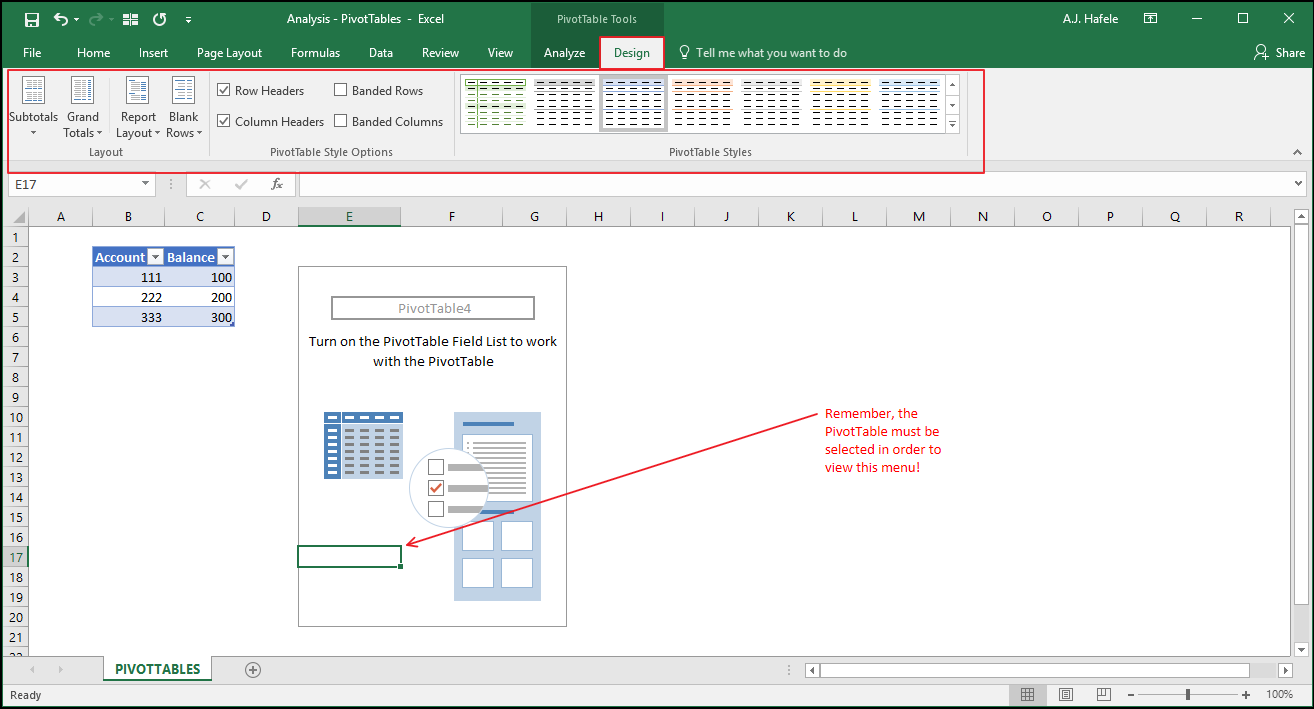 Analysis - PivotTables - Excel
PivotTable Tools
A.J. Hafele
File Home Insert Page Layout Formulas Data Review View Analyze Design Tell me what you want to do Share
Subtotals
Grand Totals
Report Layout
Blank Rows
Layout
Row Headers
Banded Rows
Column Headers
Banded Columns
PivotTable Style Options
PivotTable Styles
E17
fx
A B C D E F G H I J K L M N O P Q R
1
2 Account Balance
3 111 100
4 222 200
5 333 300
6
7
8
9
10
11
12
13
14
15
16
17
18
19
20
21
22
PivotTable4
Turn on the PivotTable Field List to work
with the PivotTable
Remember, the
PivotTable must be
selected in order to
view this menu!
PIVOTTABLES
Ready
100%